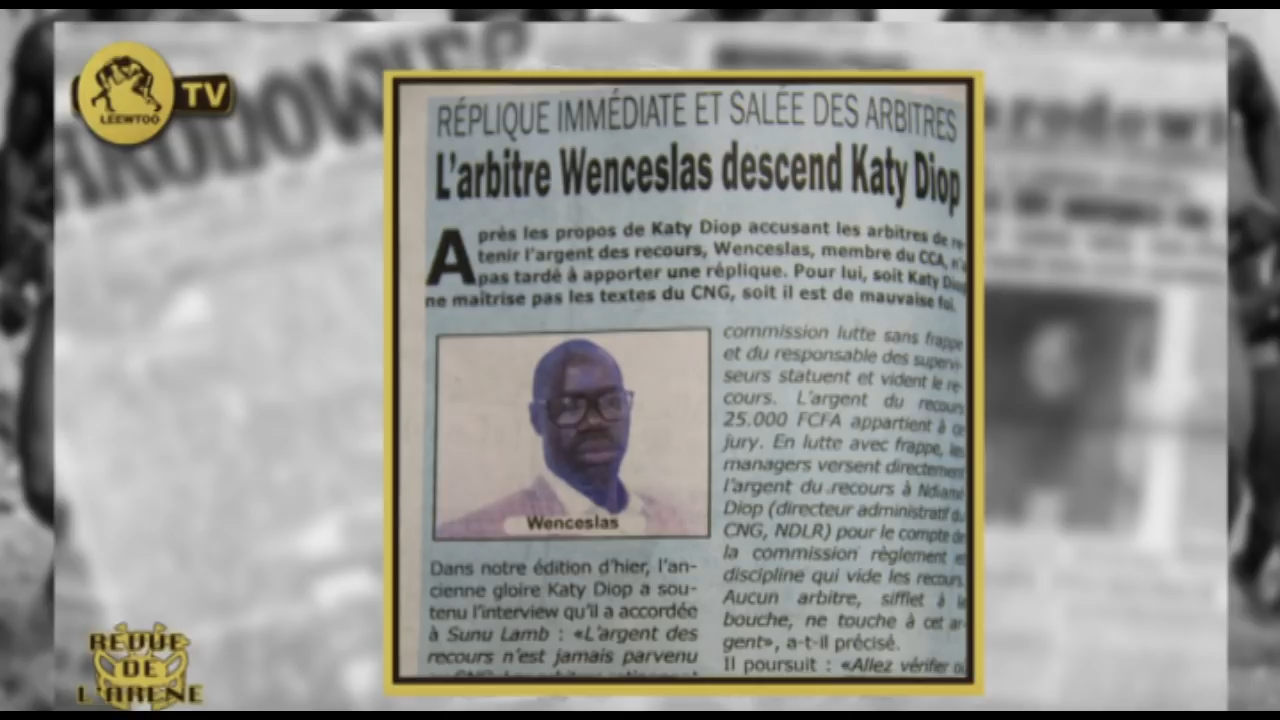 LEEWTOO
TV
RÉPLIQUE IMMÉDIATE ET SALÉE DES ARBITRES
L'arbitre Wenceslas descend Katy Diop
Après les propos de Katy Diop accusant les arbitres de re-
tenir l'argent des recours, Wenceslas, membre du CCA, n'a
pas tardé à apporter une réplique. Pour lui, soit Katy Diop
ne maîtrise pas les textes du CNG, soit il est de mauvaise foi.
Wenceslas
Dans notre édition d'hier, l'an-
cienne gloire Katy Diop a sou-
tenu l'interview qu'il a accordée
à Sunu Lamb : «L'argent des
recours n'est jamais parvenu
commission lutte sans frappe
et du responsable des supervi-
seurs statuent et vident le re-
cours. L'argent du recours
25.000 FCFA appartient à ce
jury. En lutte avec frappe, les
managers versent directement
l'argent du recours à Ndiamé
Diop (directeur administratif du
CNG, NDLR) pour le compte de
la commission règlement et
discipline qui vide les recours.
Aucun arbitre, sifflet à la
bouche, ne touche à cet ar-
gent», a-t-il précisé.
Il poursuit : «Allez vérifier
REVUE
DE
L'ARENE